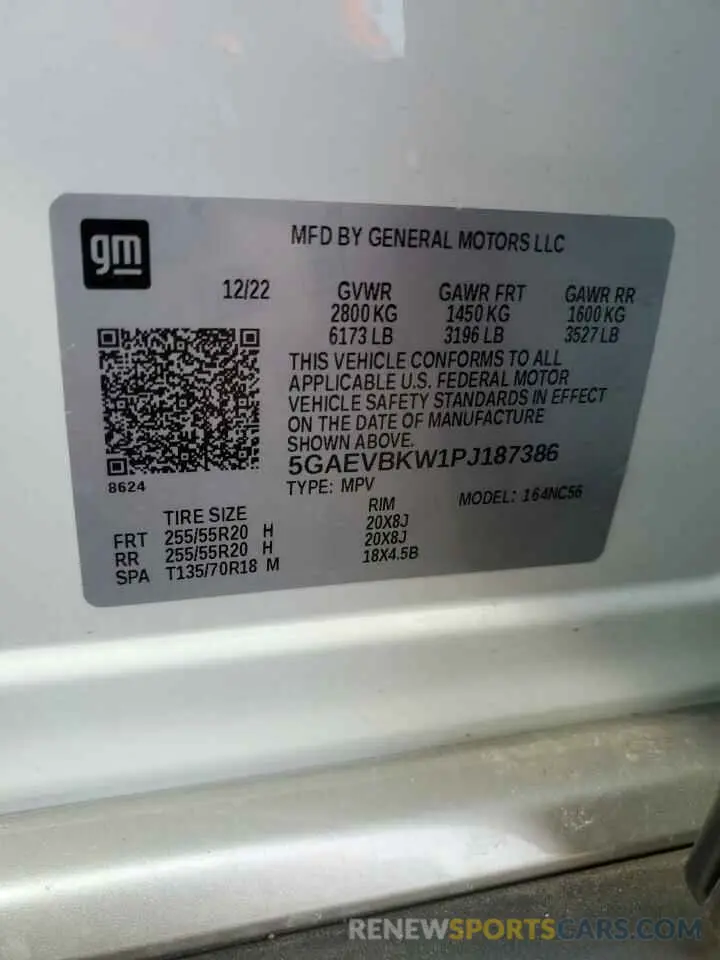 gm
MFD BY GENERAL MOTORS LLC
12/22 GVWR GAWR FRT GAWR RR
2800 KG 1450 KG 1600 KG
6173 LB 3196 LB 3527 LB
THIS VEHICLE CONFORMS TO ALL
APPLICABLE U.S. FEDERAL MOTOR
VEHICLE SAFETY STANDARDS IN EFFECT
ON THE DATE OF MANUFACTURE
SHOWN ABOVE.
5GAEVBKW1PJ187386
8624
TYPE: MPV MODEL: 164NC56
TIRE SIZE RIM
FRT 255/55R20 H 20X8J
RR 255/55R20 H 20X8J
SPA T135/70R18 M 18X4.5B
RENEWSPORTSCARS.COM